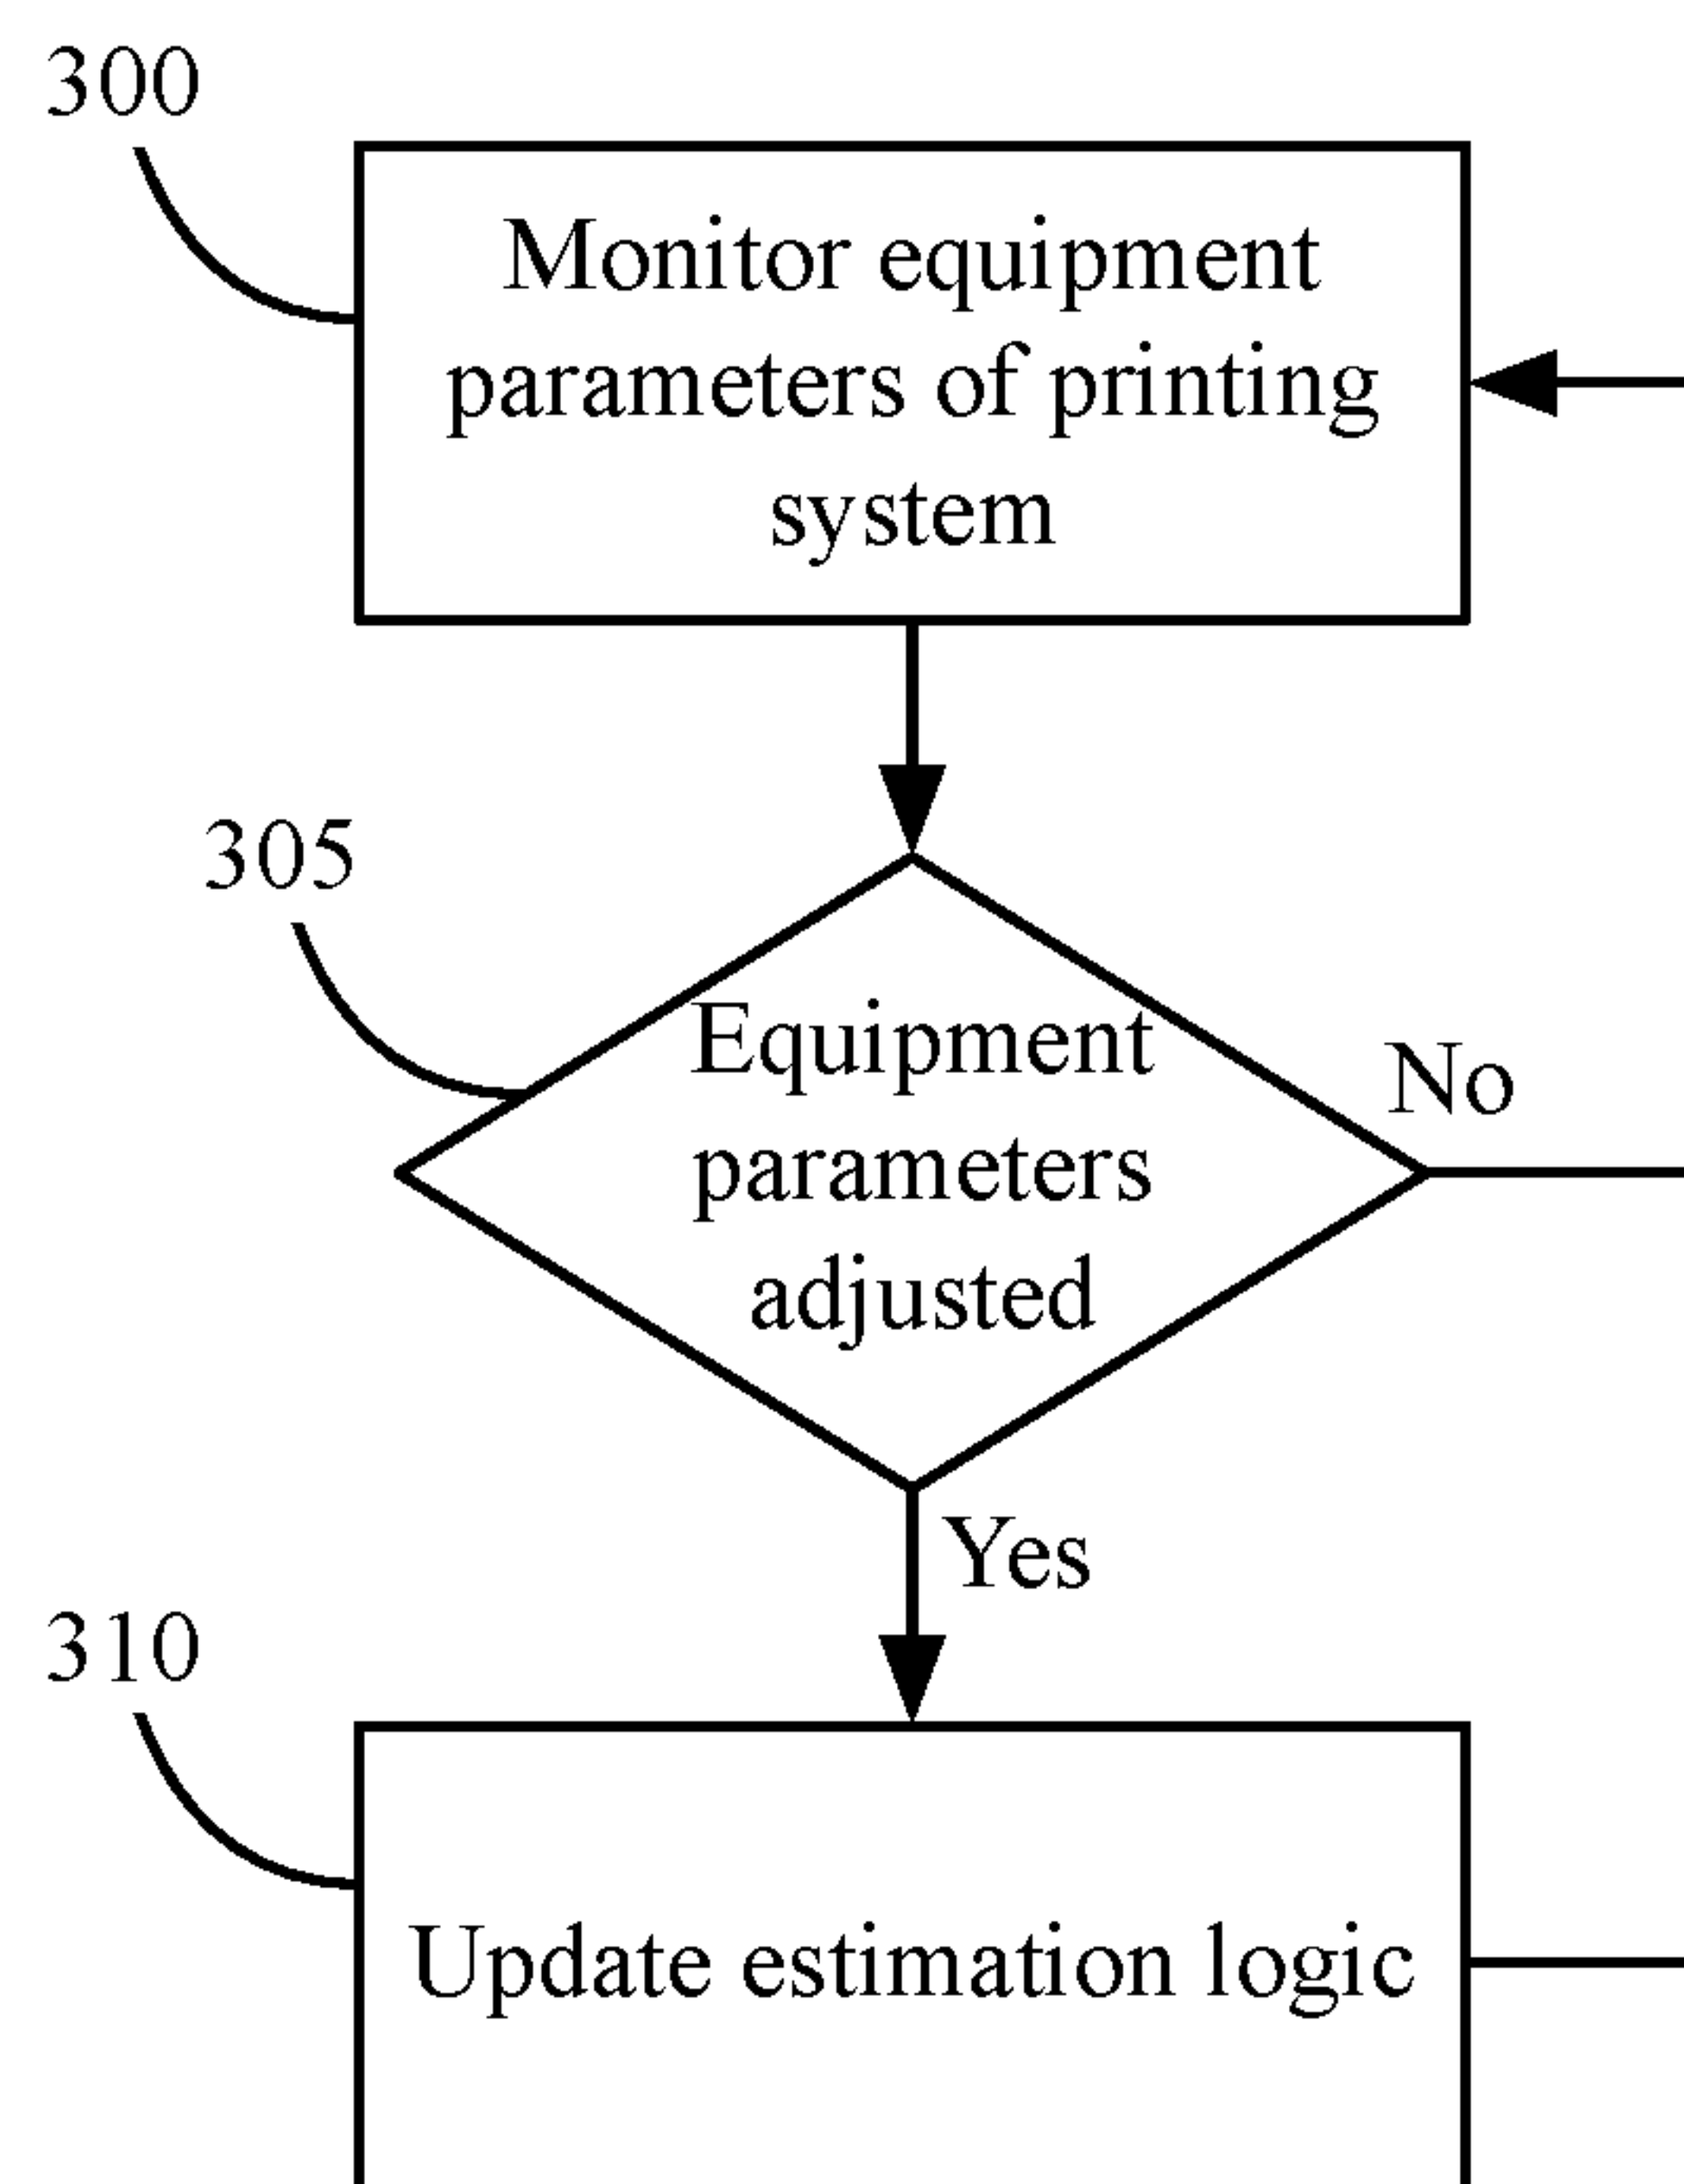 300
Monitor equipment
parameters of printing
system
305
Equipment
parameters
adjusted
No
Yes
310
Update estimation logic